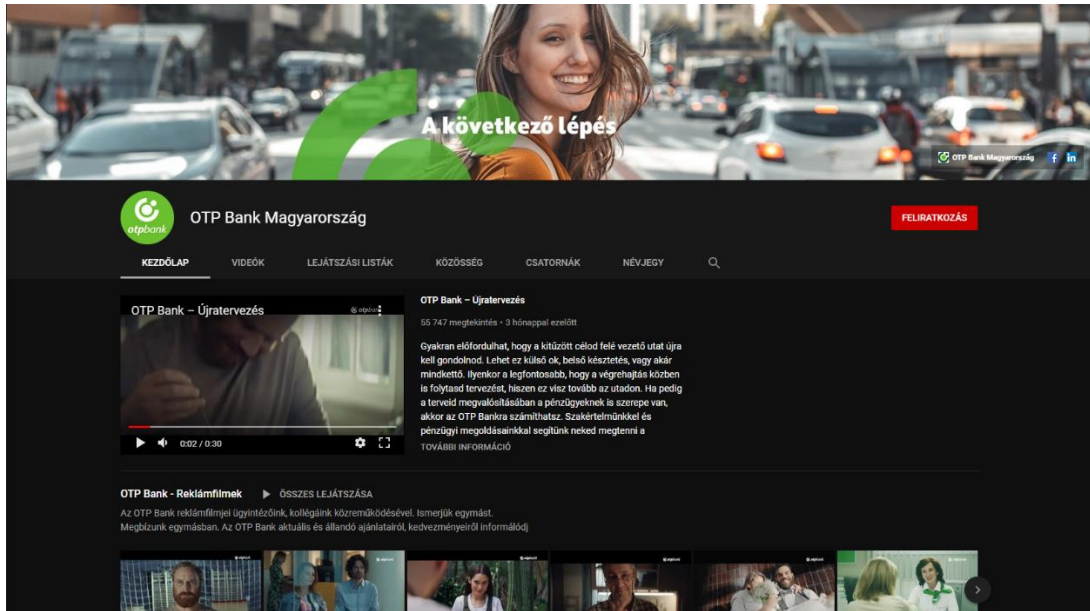 A következő lépés
OTP Bank Magyarország
otpbank
OTP Bank Magyarország
FELIRATKOZÁS
KEZDŐLAP VIDEÓK LEJÁTSZÁSI LISTÁK KÖZÖSSÉG CSATORNÁK NÉVJEGY
OTP Bank – Újratervezés
otpbank
0:02 / 0:30
OTP Bank – Újratervezés
55 747 megtekintés • 3 hónappal ezelőtt
Gyakran előfordulhat, hogy a kitűzött célod felé vezető utat újra
kell gondolnod. Lehet ez külső ok, belső késztetés, vagy akár
mindkettő. Ilyenkor a legfontosabb, hogy a végrehajtás közben
is folytasd tervezést, hiszen ez visz tovább az utadon. Ha pedig
a terveid megvalósításában a pénzügyeknek is szerepe van,
akkor az OTP Bankra számíthatsz. Szakértelmünkkel és
pénzügyi megoldásainkkal segítünk neked megtenni a
TOVÁBBI INFORMÁCIÓ
OTP Bank - Reklámfilmek ÖSSZES LEJÁTSZÁSA
Az OTP Bank reklámfilmjei ügyintézőink, kollégáink közreműködésével. Ismerjük egymást.
Megbízunk egymásban. Az OTP Bank aktuális és állandó ajánlatairól, kedvezményeiről informálódj